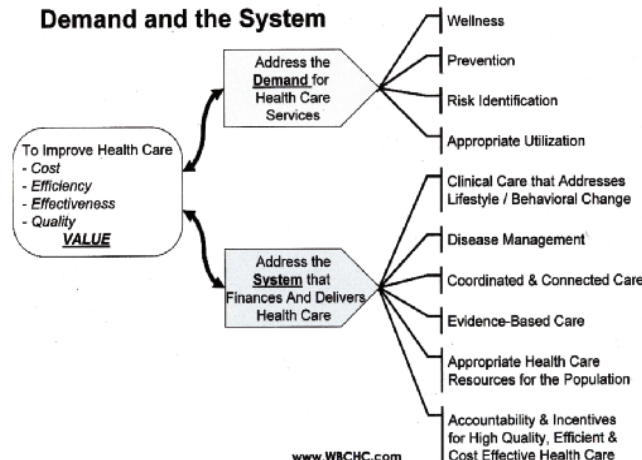 Demand and the System
To Improve Health Care
- Cost
- Efficiency
- Effectiveness
- Quality
VALUE
Address the
Demand for
Health Care
Services
Wellness
Prevention
Risk Identification
Appropriate Utilization
Address the
System that
Finances And Delivers
Health Care
Clinical Care that Addresses
Lifestyle / Behavioral Change
Disease Management
Coordinated & Connected Care
Evidence-Based Care
Appropriate Health Care
Resources for the Population
Accountability & Incentives
for High Quality, Efficient &
Cost Effective Health Care
www.WBCHC.com